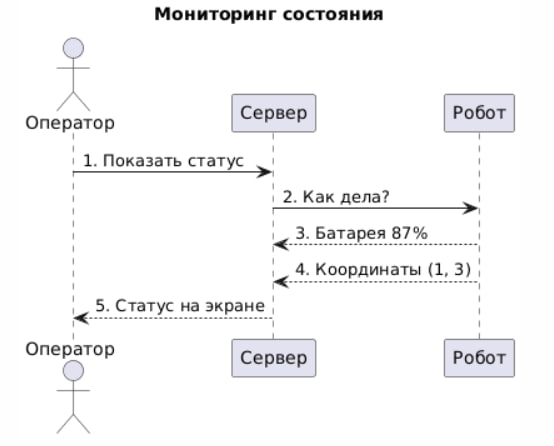 Мониторинг состояния
Оператор
Сервер
Робот
1. Показать статус
2. Как дела?
3. Батарея 87%
4. Координаты (1, 3)
5. Статус на экране
Оператор
Сервер
Робот